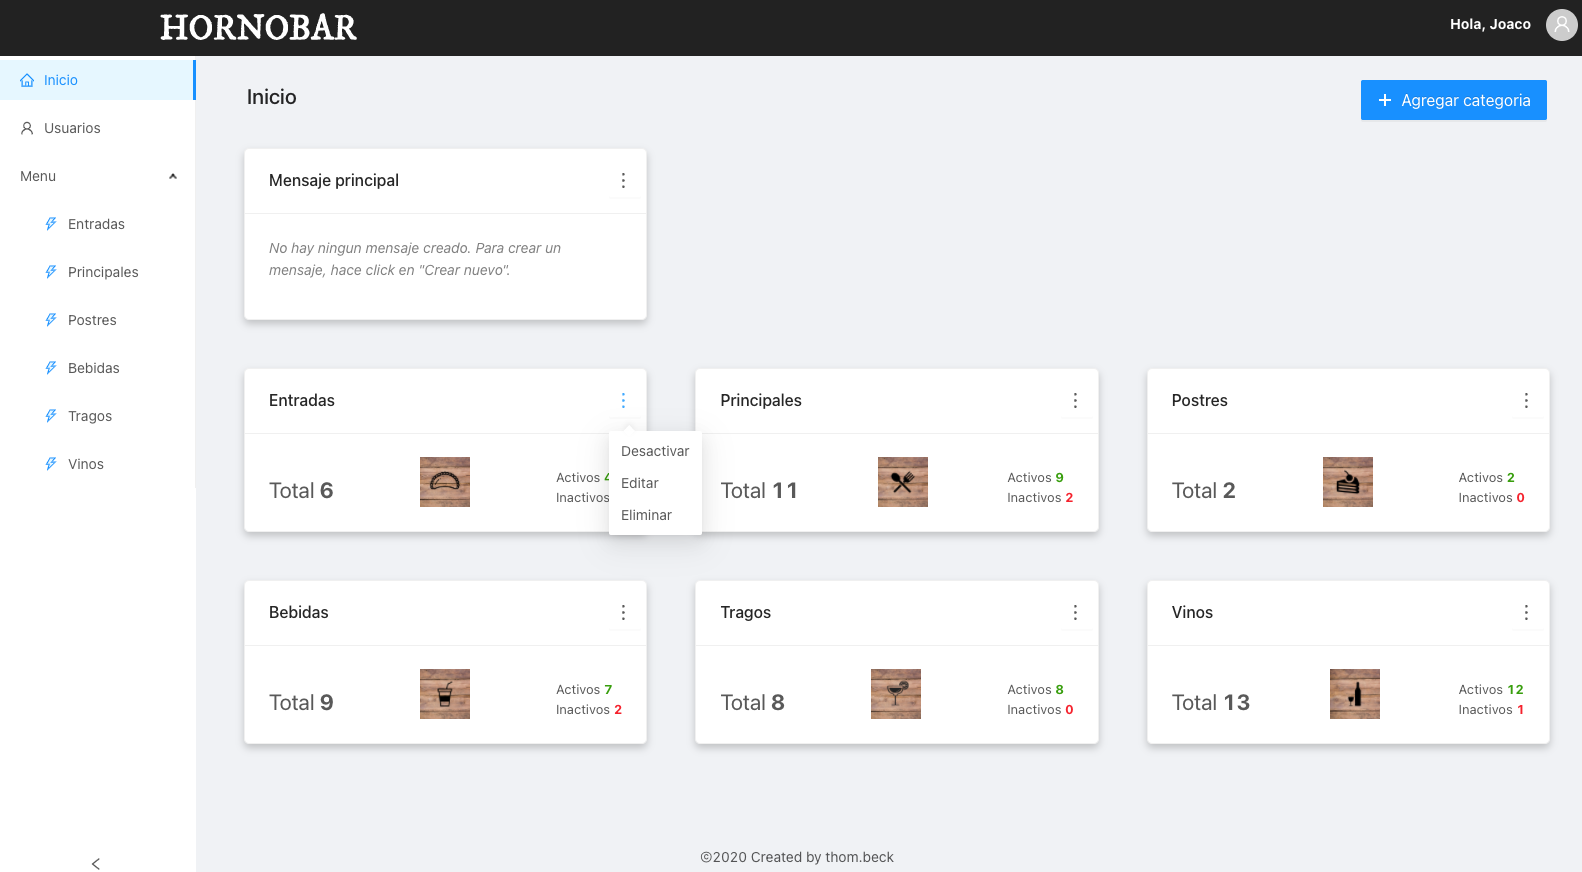 HORNOBAR
Hola, Joaco
Inicio
Usuarios
Menu
Entradas
Principales
Postres
Bebidas
Tragos
Vinos
Inicio
Agregar categoria
Mensaje principal
No hay ningun mensaje creado. Para crear un
mensaje, hace click en "Crear nuevo".
Entradas
Total 6
Activos
Inactivos
Desactivar
Editar
Eliminar
Principales
Total 11
Activos 9
Inactivos 2
Postres
Total 2
Activos 2
Inactivos 0
Bebidas
Total 9
Activos 7
Inactivos 2
Tragos
Total 8
Activos 8
Inactivos 0
Vinos
Total 13
Activos 12
Inactivos 1
©2020 Created by thom.beck